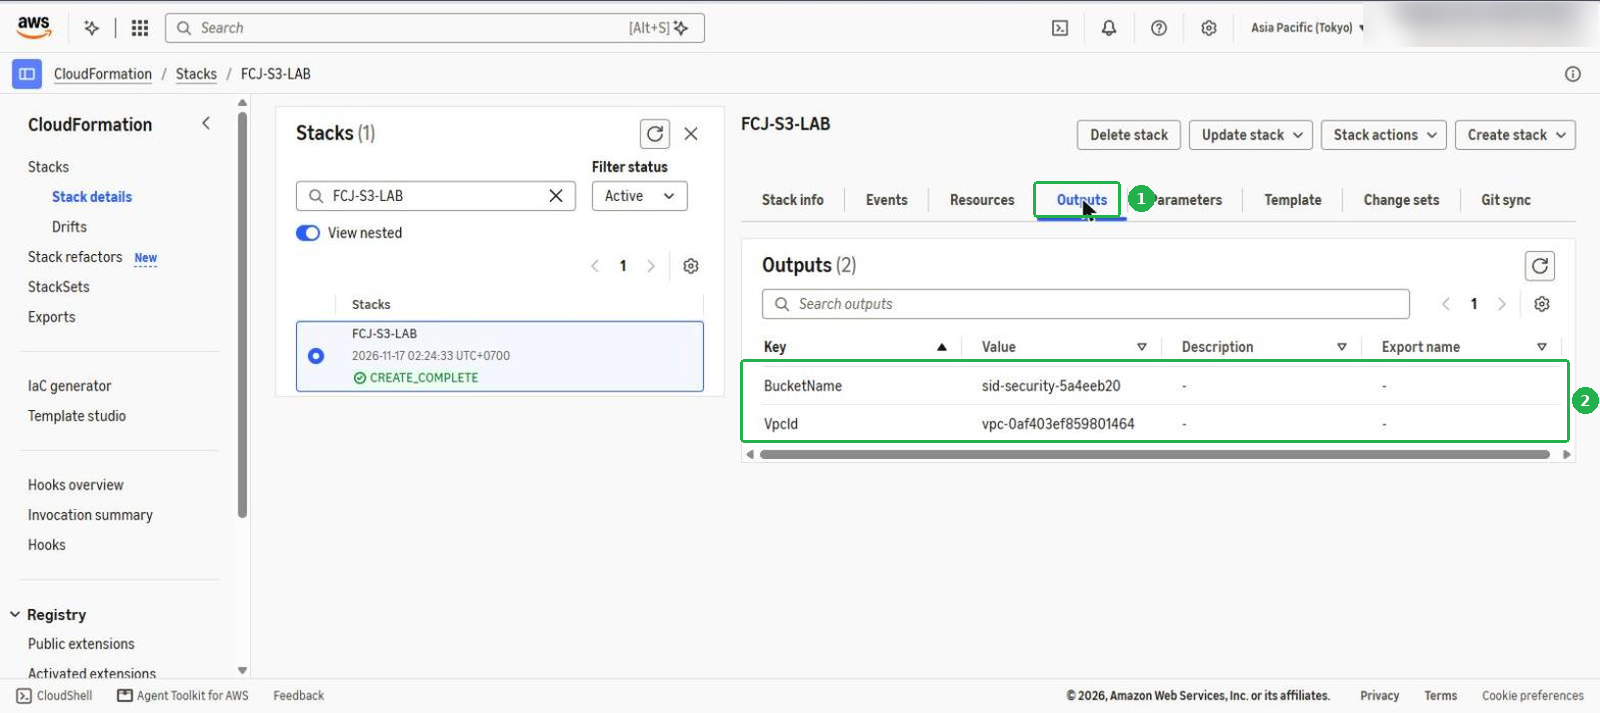 aws
Search [Alt+S]
Asia Pacific (Tokyo)
CloudFormation / Stacks / FCJ-S3-LAB
CloudFormation
Stacks
Stack details
Drifts
Stack refactors New
StackSets
Exports
IaC generator
Template studio
Hooks overview
Invocation summary
Hooks
Registry
Public extensions
Activated extensions
Stacks (1)
Filter status
FCJ-S3-LAB
Active
View nested
1
Stacks
FCJ-S3-LAB
2026-11-17 02:24:33 UTC+0700
CREATE_COMPLETE
FCJ-S3-LAB
Delete stack Update stack Stack actions Create stack
Stack info Events Resources Outputs 1 Parameters Template Change sets Git sync
Outputs (2)
Search outputs
1
Key Value Description Export name
BucketName sid-security-5a4eeb20 - -
2
VpcId vpc-0af403ef859801464 - -
CloudShell Agent Toolkit for AWS Feedback
© 2026, Amazon Web Services, Inc. or its affiliates. Privacy Terms Cookie preferences